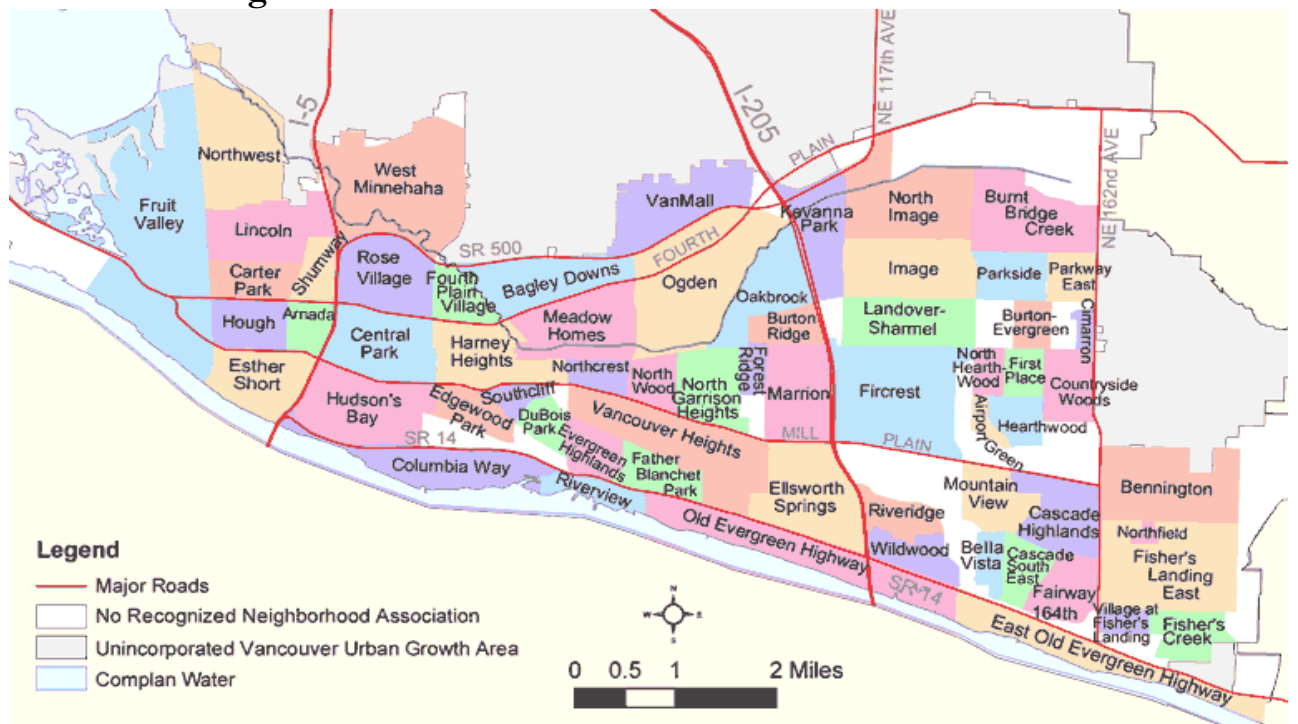 I-5
I-205
NE 117th AVE
NE 162nd AVE
PLAIN
Northwest
West
Minnehaha
Fruit
Valley
VanMall
Kevanna
Park
North
Image
Burnt
Bridge
Creek
Lincoln
Shumway
Rose
Village
SR 500
FOURTH
Carter
Park
Fourth
Plain
Village
Bagley Downs
Ogden
Image
Parkside
Parkway
East
Oakbrook
Hough
Arnada
Central
Park
Meadow
Homes
Burton
Ridge
Landover-
Sharmel
Burton-
Evergreen
Cimarron
Harney
Heights
Esther
Short
Northcrest
North
Wood
North
Garrison
Heights
Forest
Ridge
Marrion
Fircrest
North
Hearth-
Wood
First
Place
Countryside
Woods
Hudson's
Bay
Edgewood
Park
Southcliff
DuBois
Park
Vancouver Heights
Airport
Green
Hearthwood
SR 14
MILL
PLAIN
Evergreen
Highlands
Father
Blanchet
Park
Columbia Way
Riverview
Ellsworth
Springs
Mountain
View
Bennington
Old Evergreen Highway
Riveridge
Cascade
Highlands
Wildwood
Bella
Vista
Cascade
South
East
Northfield
Fisher's
Landing
East
SR 14
Fairway
164th
Village at
Fisher's
Landing
Fisher's
Creek
East Old Evergreen Highway
Legend
Major Roads
No Recognized Neighborhood Association
Unincorporated Vancouver Urban Growth Area
Complan Water
N
W
E
S
0 0.5 1 2 Miles